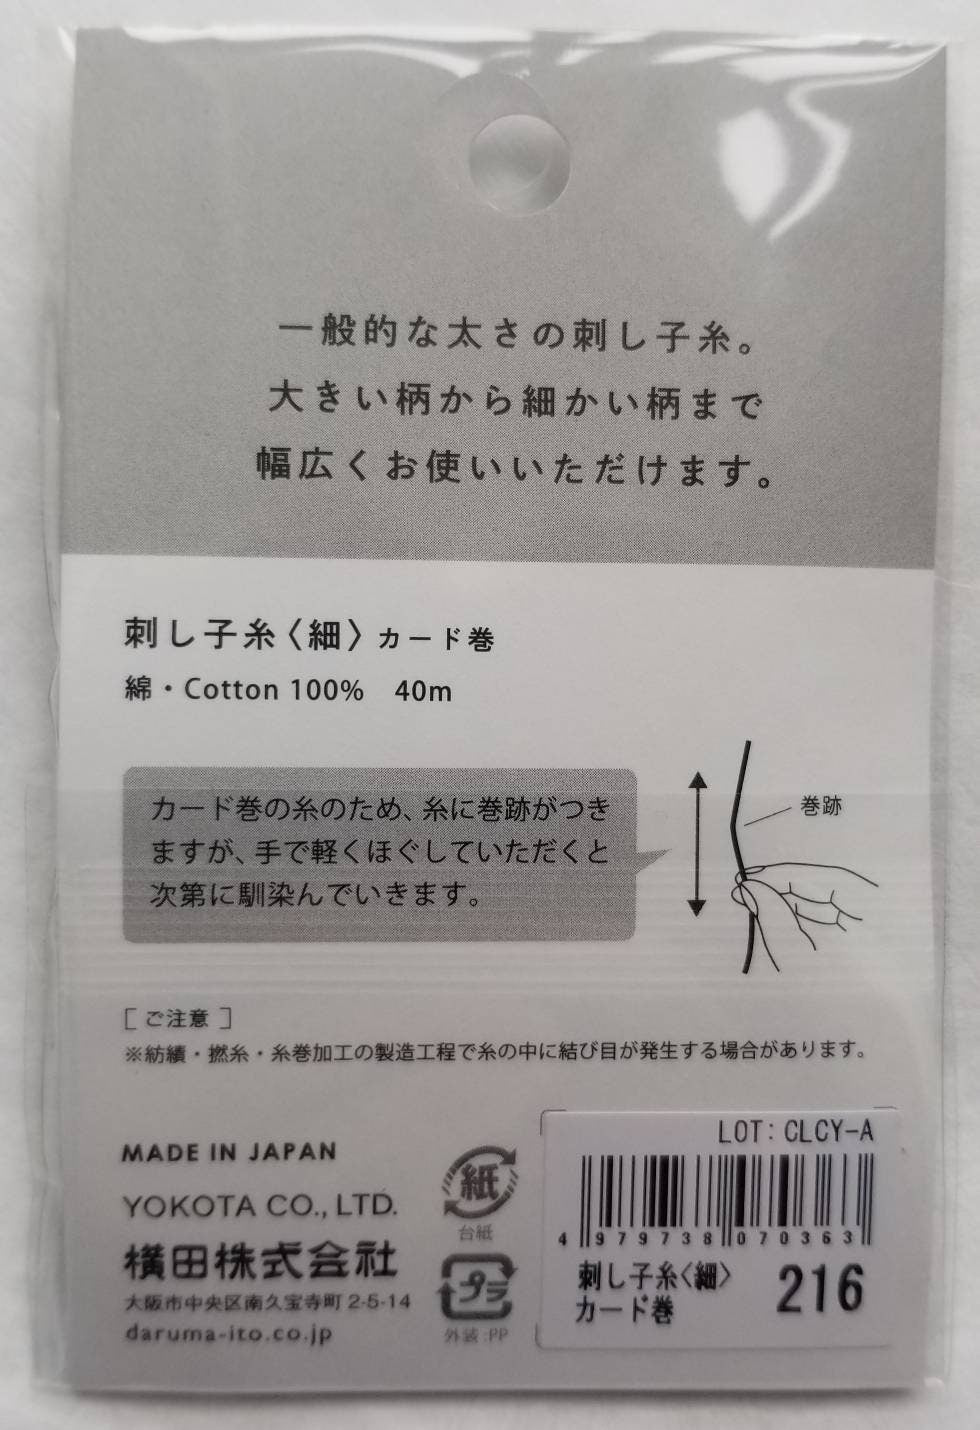 一般的な太さの刺し子糸。
大きい柄から細かい柄まで
幅広くお使いいただけます。
刺し子糸〈細〉カード巻
綿・Cotton 100%　40m
カード巻の糸のため、糸に巻跡がつき
ますが、手で軽くほぐしていただくと
次第に馴染んでいきます。
巻跡
［ご注意］
※紡績・撚糸・糸巻加工の製造工程で糸の中に結び目が発生する場合があります。
MADE IN JAPAN
YOKOTA CO., LTD.
横田株式会社
大阪市中央区南久宝寺町 2-5-14
daruma-ito.co.jp
紙
台紙
プラ
外装:PP
LOT: CLCY-A
4 979738 070363
刺し子糸〈細〉
カード巻
216